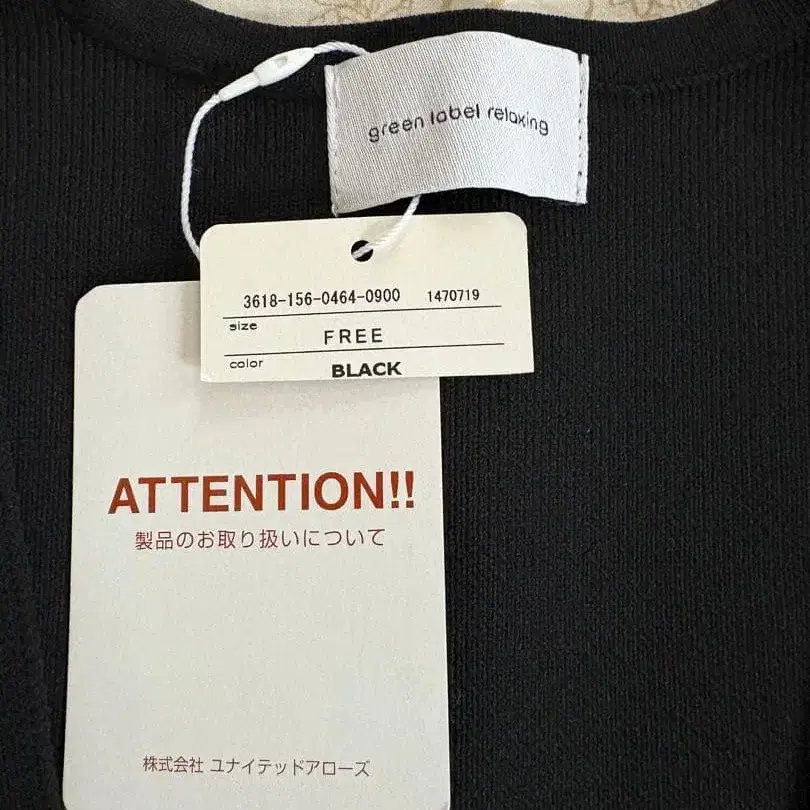 green label relaxing
3618-156-0464-0900 1470719
size
FREE
color
BLACK
ATTENTION!!
製品のお取り扱いについて
株式会社 ユナイテッドアローズ